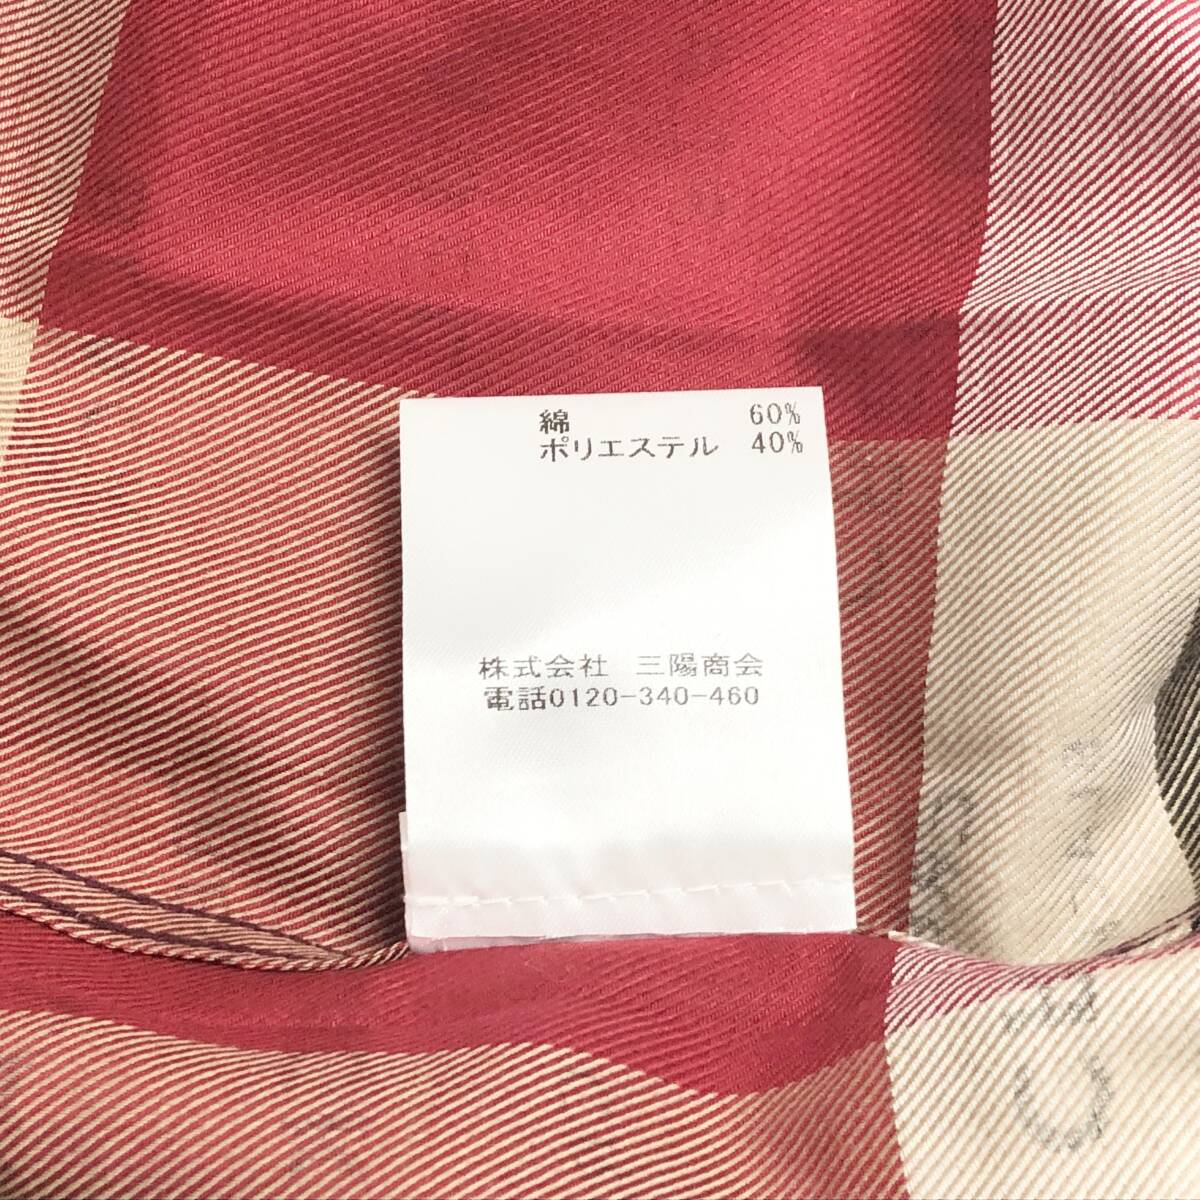 綿 60%
ポリエステル 40%
株式会社 三陽商会
電話0120-340-460